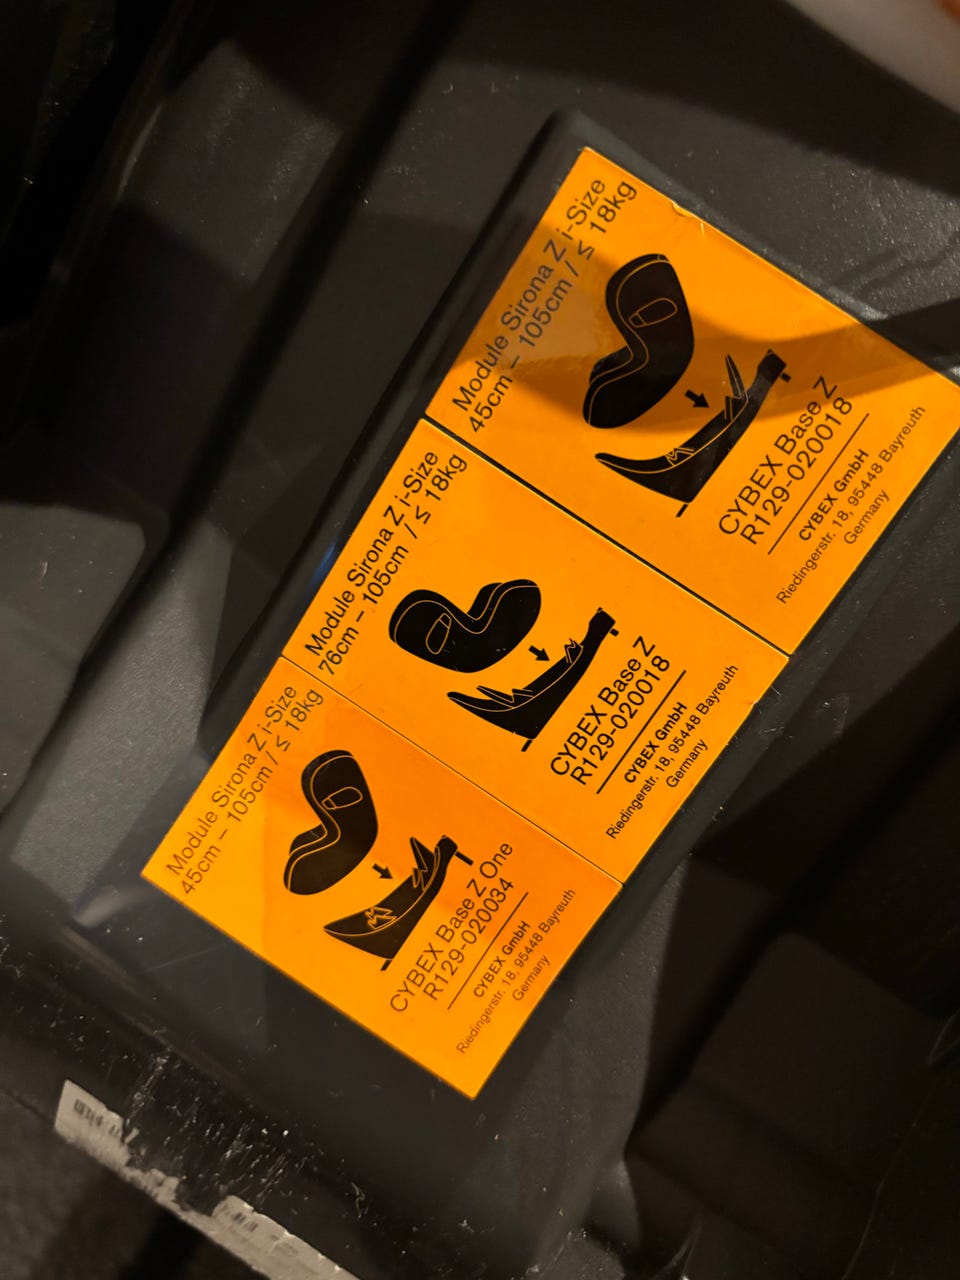 Module Sirona Z i-Size
45cm – 105cm / ≤ 18kg
CYBEX Base Z
R129-020018
CYBEX GmbH
Riedingerstr. 18, 95448 Bayreuth
Germany
Module Sirona Z i-Size
76cm – 105cm / ≤ 18kg
CYBEX Base Z
R129-020018
CYBEX GmbH
Riedingerstr. 18, 95448 Bayreuth
Germany
Module Sirona Z i-Size
45cm – 105cm / ≤ 18kg
CYBEX Base Z One
R129-020034
CYBEX GmbH
Riedingerstr. 18, 95448 Bayreuth
Germany